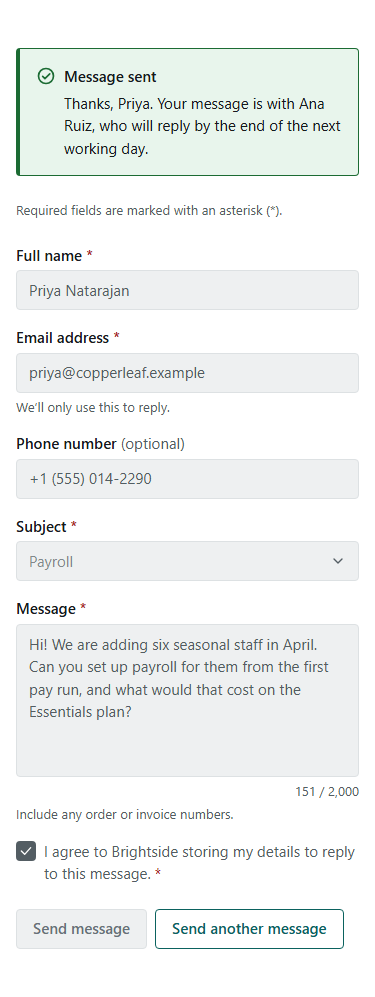 Message sent
Thanks, Priya. Your message is with Ana
Ruiz, who will reply by the end of the next
working day.
Required fields are marked with an asterisk (*).
Full name *
Priya Natarajan
Email address *
priya@copperleaf.example
We’ll only use this to reply.
Phone number (optional)
+1 (555) 014-2290
Subject *
Payroll
Message *
Hi! We are adding six seasonal staff in April.
Can you set up payroll for them from the first
pay run, and what would that cost on the
Essentials plan?
151 / 2,000
Include any order or invoice numbers.
I agree to Brightside storing my details to reply
to this message. *
Send message
Send another message